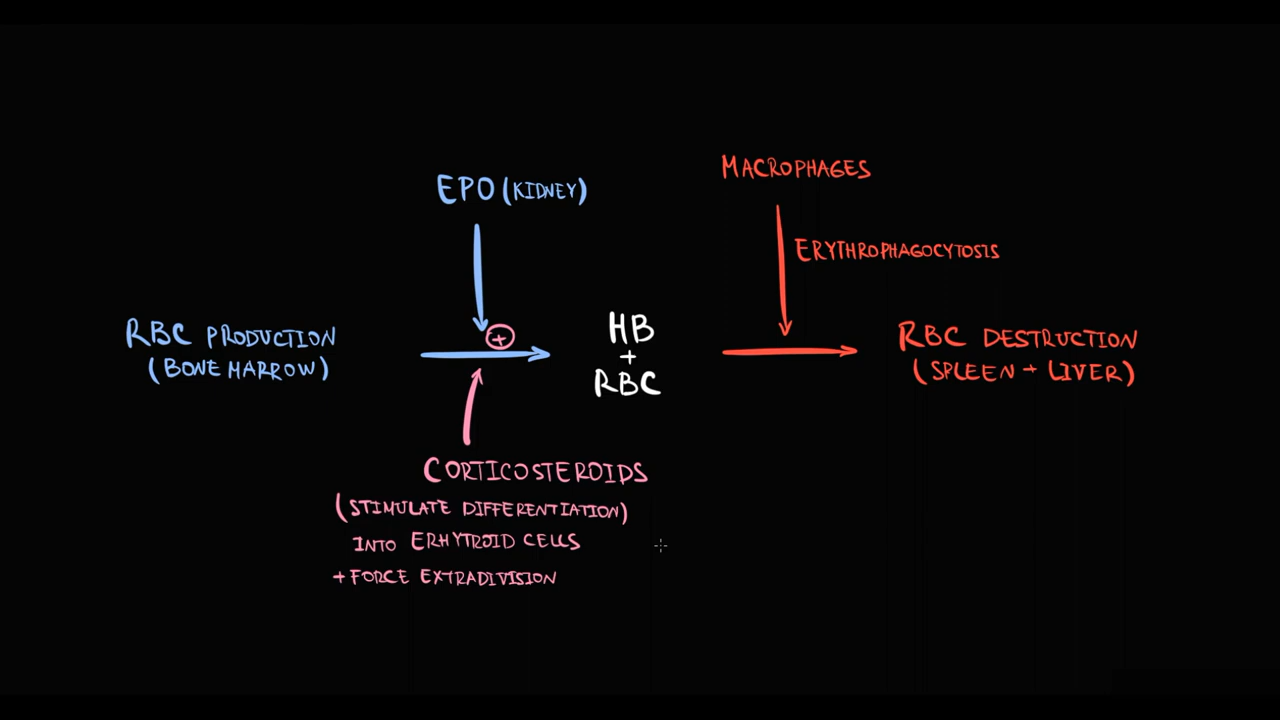 MACROPHAGES
EPO (KIDNEY)
ERYTHROPHAGOCYTOSIS
RBC PRODUCTION
(BONE MARROW)
+
HB
+
RBC
RBC DESTRUCTION
(SPLEEN + LIVER)
CORTICOSTEROIDS
(STIMULATE DIFFERENTIATION)
INTO ERHYTROID CELLS
+ FORCE EXTRADIVISION